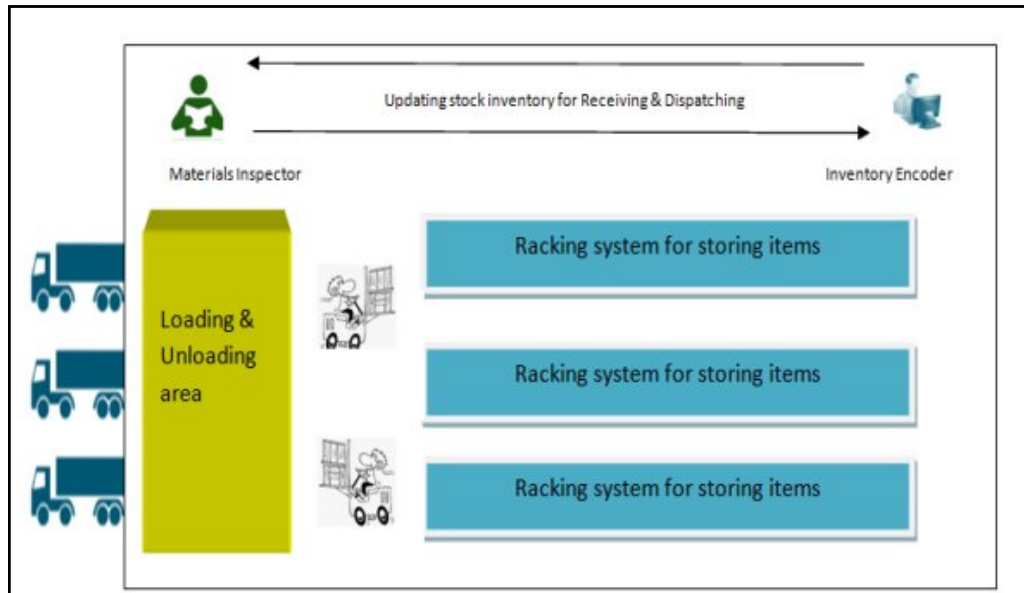 Updating stock inventory for Receiving & Dispatching
Materials Inspector
Inventory Encoder
Loading &
Unloading
area
Racking system for storing items
Racking system for storing items
Racking system for storing items